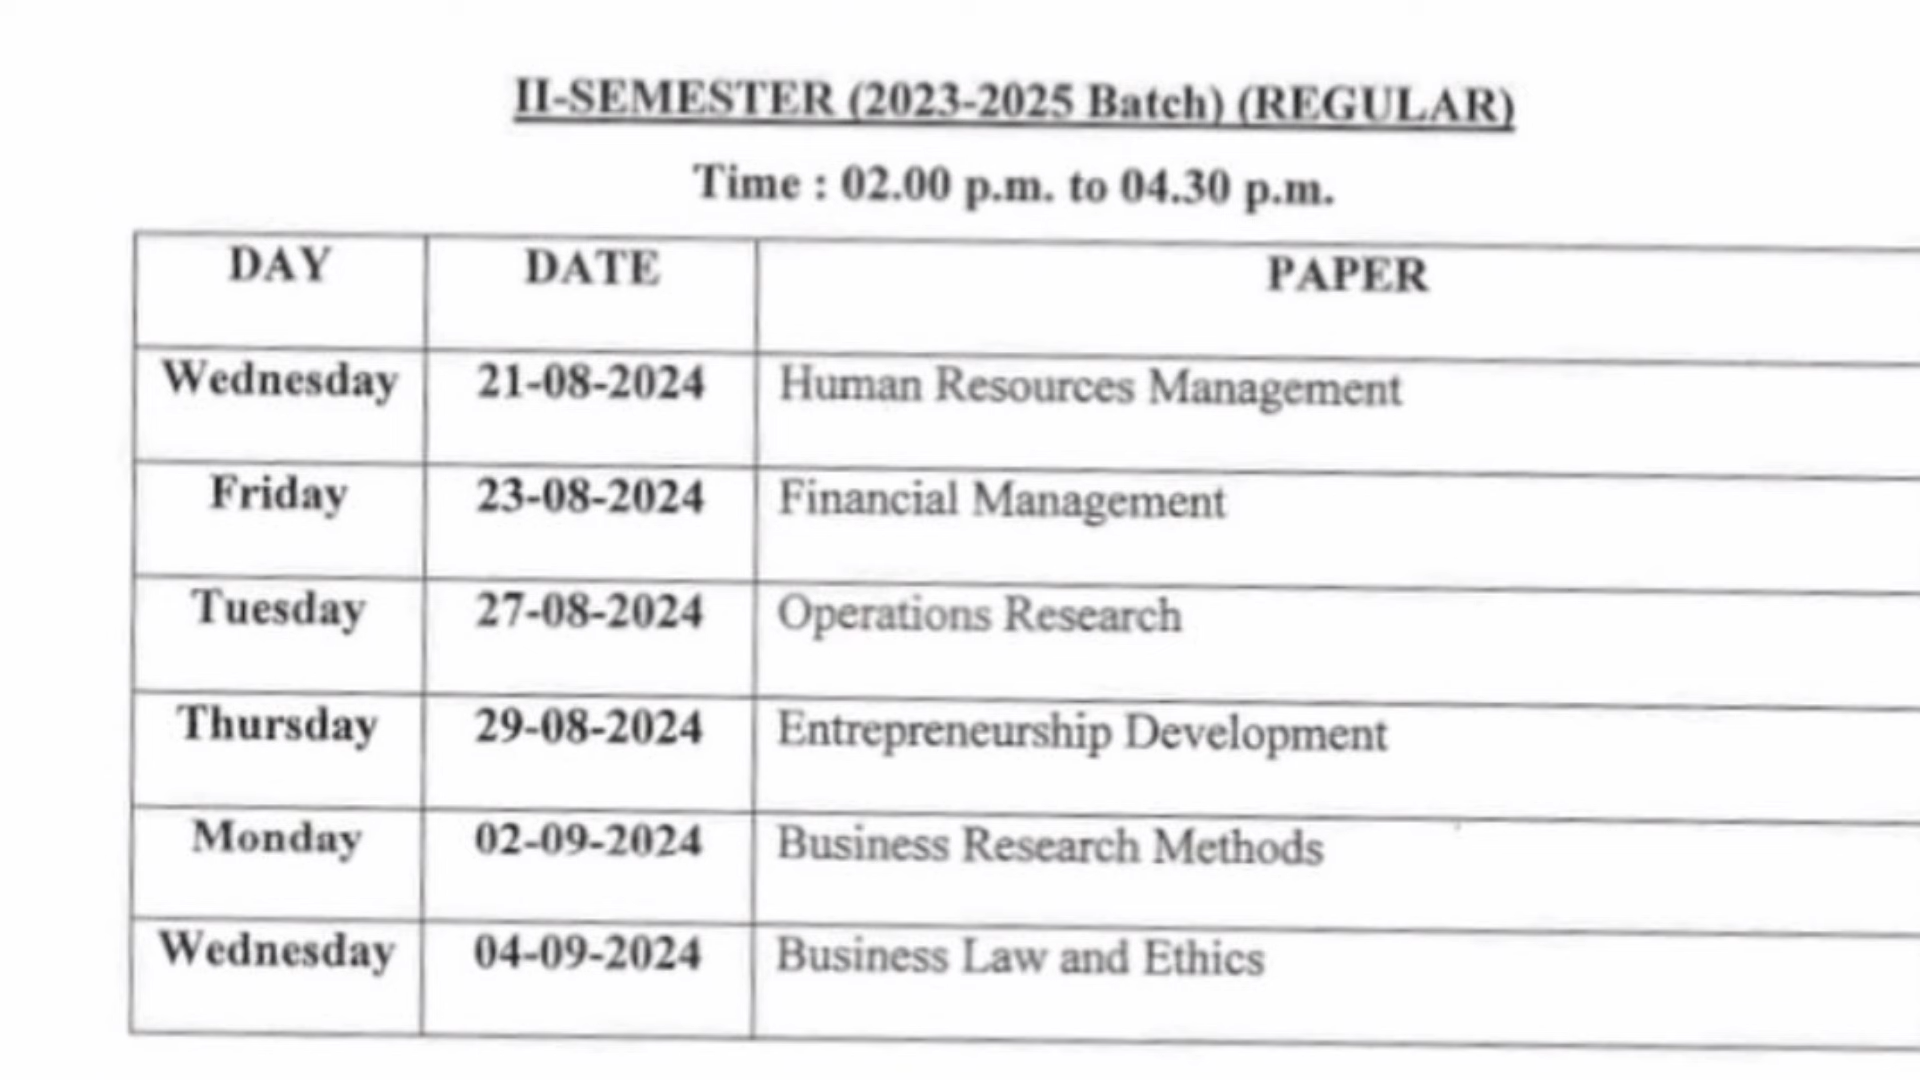 II-SEMESTER (2023-2025 Batch) (REGULAR)
Time : 02.00 p.m. to 04.30 p.m.
DAY DATE PAPER
Wednesday 21-08-2024 Human Resources Management
Friday 23-08-2024 Financial Management
Tuesday 27-08-2024 Operations Research
Thursday 29-08-2024 Entrepreneurship Development
Monday 02-09-2024 Business Research Methods
Wednesday 04-09-2024 Business Law and Ethics